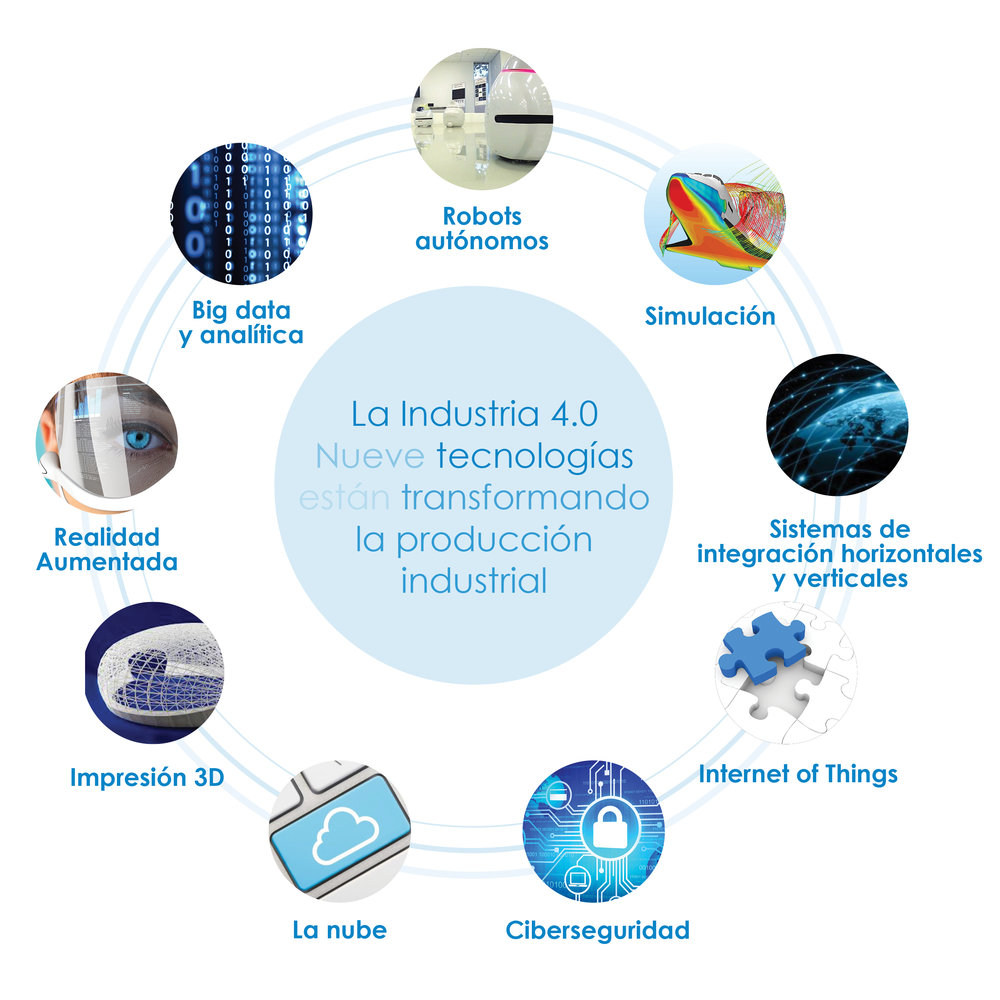 Robots
autónomos
Simulación
Sistemas de
integración horizontales
y verticales
Internet of Things
Ciberseguridad
La nube
Impresión 3D
Realidad
Aumentada
Big data
y analítica
La Industria 4.0
Nueve tecnologías
están transformando
la producción
industrial